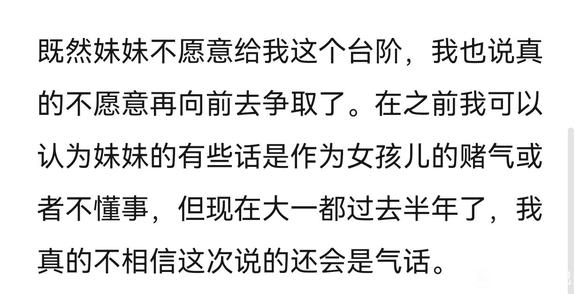 既然妹妹不愿意给我这个台阶，我也说真
的不愿意再向前去争取了。在之前我可以
认为妹妹的有些话是作为女孩儿的赌气或
者不懂事，但现在大一都过去半年了，我
真的不相信这次说的还会是气话。